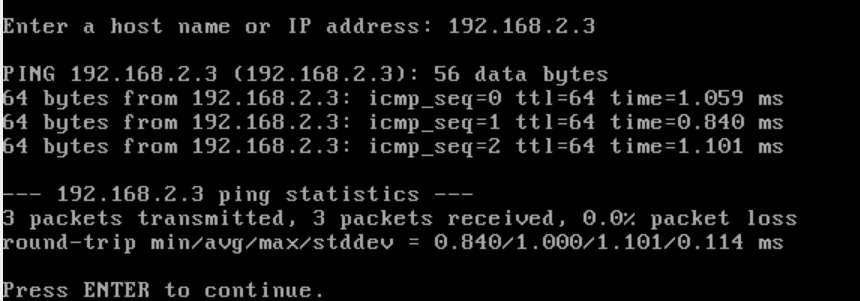 Enter a host name or IP address: 192.168.2.3
PING 192.168.2.3 (192.168.2.3): 56 data bytes
64 bytes from 192.168.2.3: icmp_seq=0 ttl=64 time=1.059 ms
64 bytes from 192.168.2.3: icmp_seq=1 ttl=64 time=0.840 ms
64 bytes from 192.168.2.3: icmp_seq=2 ttl=64 time=1.101 ms
--- 192.168.2.3 ping statistics ---
3 packets transmitted, 3 packets received, 0.0% packet loss
round-trip min/avg/max/stddev = 0.840/1.000/1.101/0.114 ms
Press ENTER to continue.